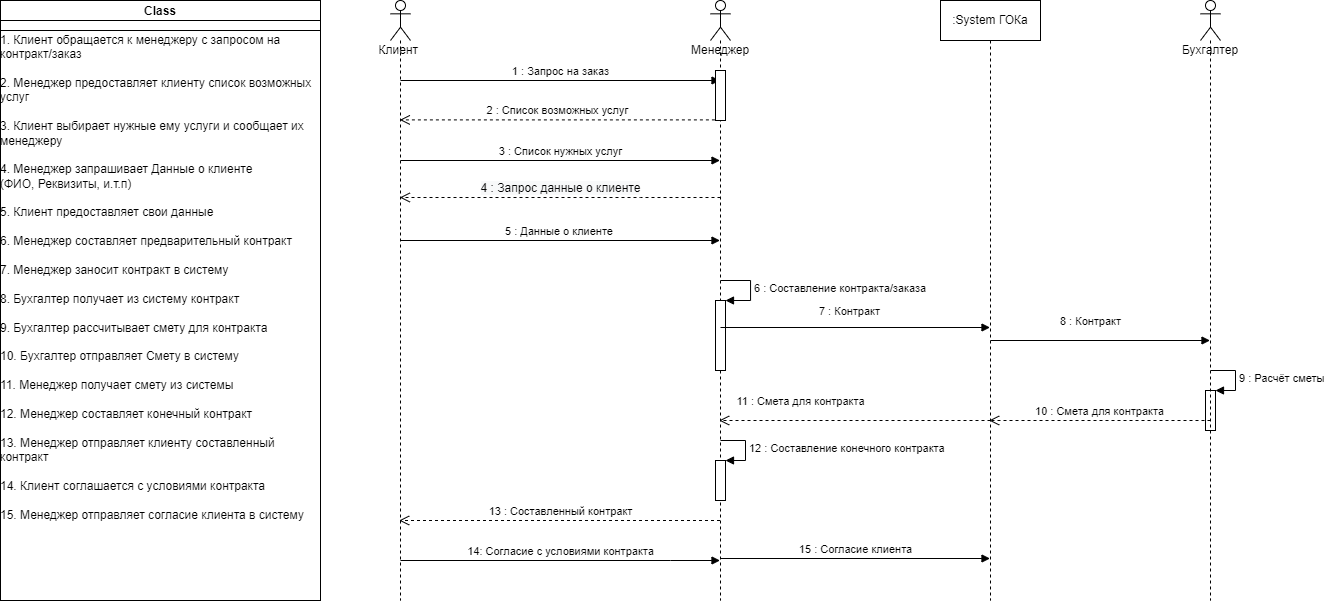 Class
1. Клиент обращается к менеджеру с запросом на
контракт/заказ
2. Менеджер предоставляет клиенту список возможных
услуг
3. Клиент выбирает нужные ему услуги и сообщает их
менеджеру
4. Менеджер запрашивает Данные о клиенте
(ФИО, Реквизиты, и.т.п)
5. Клиент предоставляет свои данные
6. Менеджер составляет предварительный контракт
7. Менеджер заносит контракт в систему
8. Бухгалтер получает из систему контракт
9. Бухгалтер рассчитывает смету для контракта
10. Бухгалтер отправляет Смету в систему
11. Менеджер получает смету из системы
12. Менеджер составляет конечный контракт
13. Менеджер отправляет клиенту составленный
контракт
14. Клиент соглашается с условиями контракта
15. Менеджер отправляет согласие клиента в систему
Клиент
Менеджер
:System ГОКа
Бухгалтер
1 : Запрос на заказ
2 : Список возможных услуг
3 : Список нужных услуг
4 : Запрос данные о клиенте
5 : Данные о клиенте
6 : Составление контракта/заказа
7 : Контракт
8 : Контракт
9 : Расчёт сметы
10 : Смета для контракта
11 : Смета для контракта
12 : Составление конечного контракта
13 : Составленный контракт
14: Согласие с условиями контракта
15 : Согласие клиента